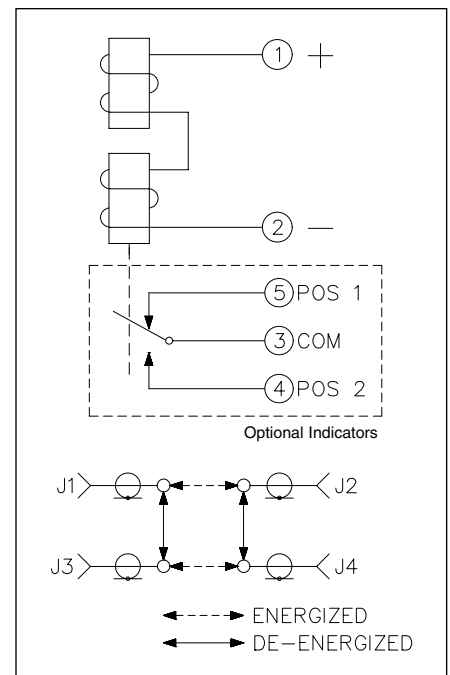 1 +
2 —
5 POS 1
3 COM
4 POS 2
Optional Indicators
J1 J2
J3 J4
ENERGIZED
DE-ENERGIZED